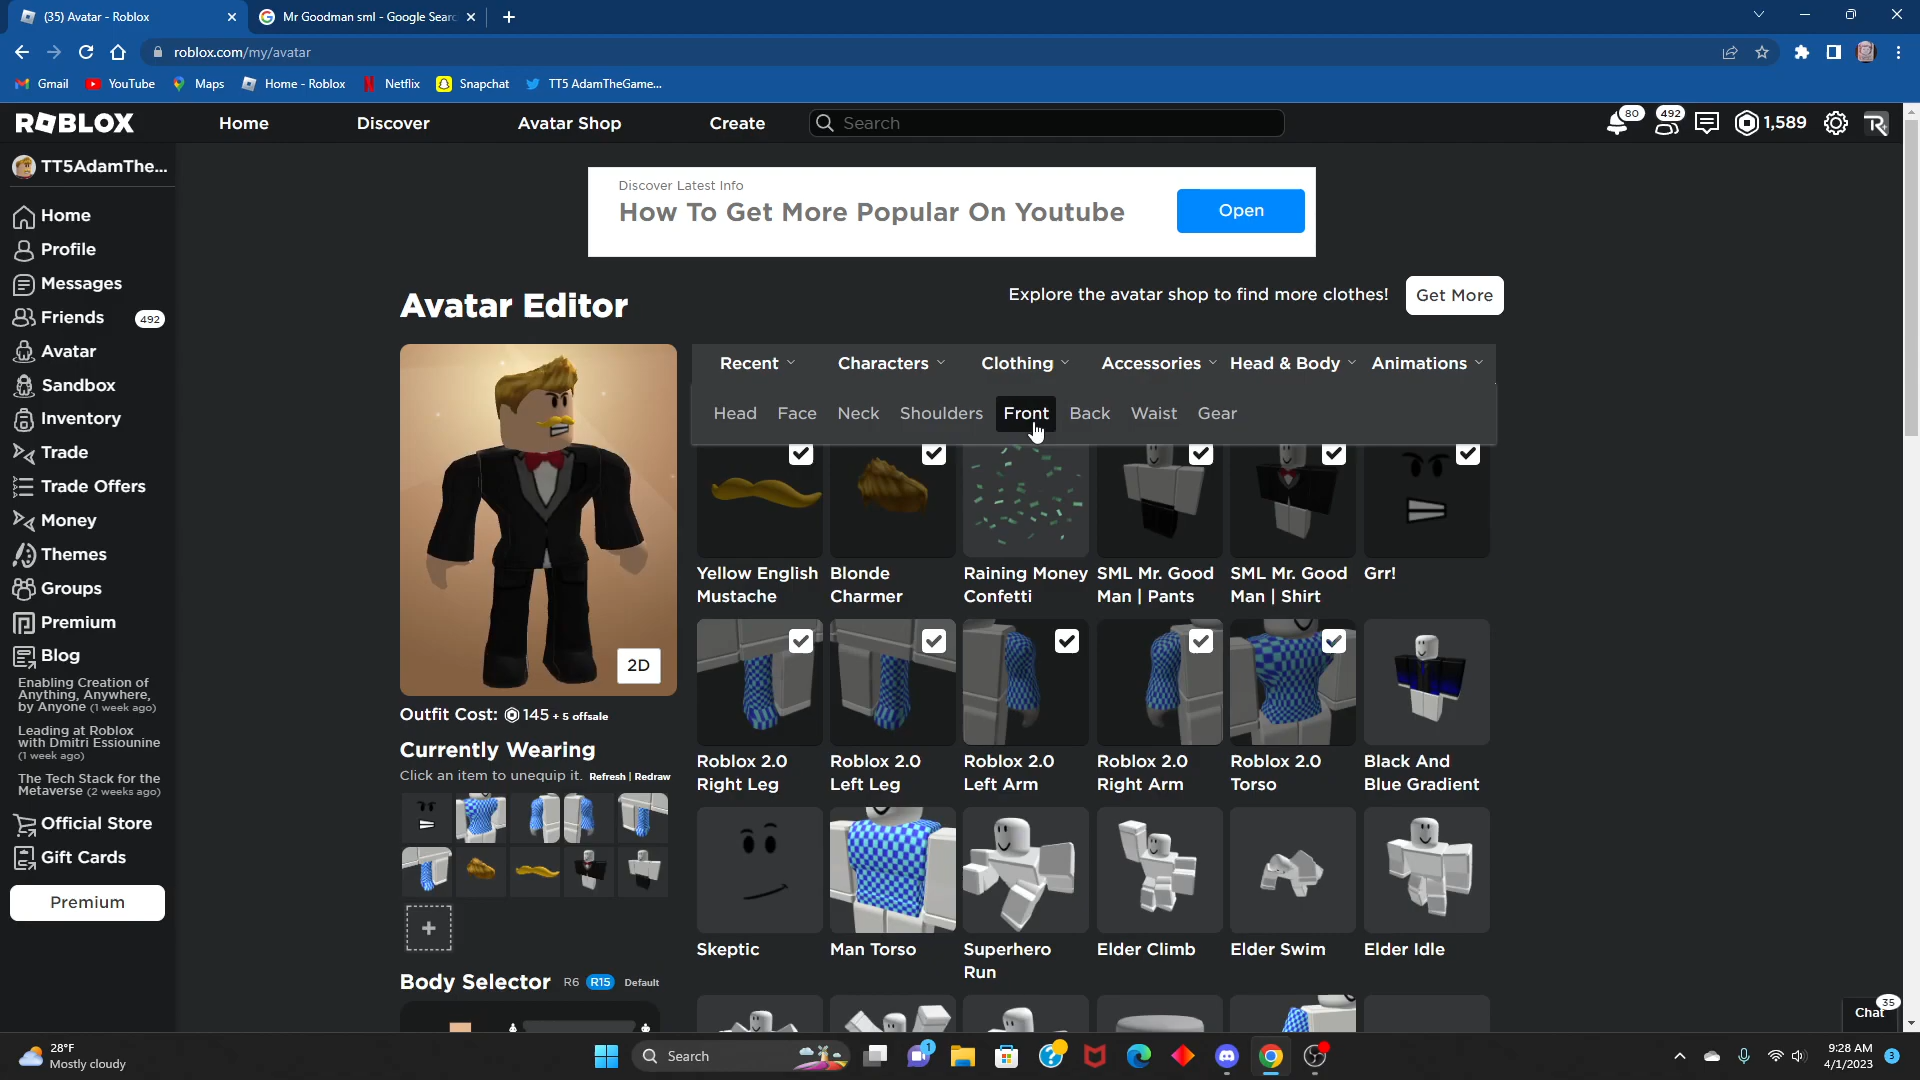 (35) Avatar - Roblox
Mr Goodman sml - Google Searc
roblox.com/my/avatar
Gmail
YouTube
Maps
Home - Roblox
Netflix
Snapchat
TT5 AdamTheGame...
ROBLOX
Home
Discover
Avatar Shop
Create
Search
80
492
1,589
TT5AdamThe...
Home
Profile
Messages
Friends
492
Avatar
Sandbox
Inventory
Trade
Trade Offers
Money
Themes
Groups
Premium
Blog
Enabling Creation of
Anything, Anywhere,
by Anyone (1 week ago)
Leading at Roblox
with Dmitri Essiounine
(1 week ago)
The Tech Stack for the
Metaverse (2 weeks ago)
Official Store
Gift Cards
Premium
Discover Latest Info
How To Get More Popular On Youtube
Open
Avatar Editor
Explore the avatar shop to find more clothes!
Get More
Recent
Characters
Clothing
Accessories
Head & Body
Animations
Head
Face
Neck
Shoulders
Front
Back
Waist
Gear
2D
Outfit Cost: 145 + 5 offsale
Currently Wearing
Click an item to unequip it. Refresh | Redraw
+
Body Selector R6 R15 Default
Yellow English
Mustache
Blonde
Charmer
Raining Money
Confetti
SML Mr. Good
Man | Pants
SML Mr. Good
Man | Shirt
Grr!
Roblox 2.0
Right Leg
Roblox 2.0
Left Leg
Roblox 2.0
Left Arm
Roblox 2.0
Right Arm
Roblox 2.0
Torso
Black And
Blue Gradient
Skeptic
Man Torso
Superhero
Run
Elder Climb
Elder Swim
Elder Idle
Chat
35
28°F
Mostly cloudy
Search
1
9:28 AM
4/1/2023
3